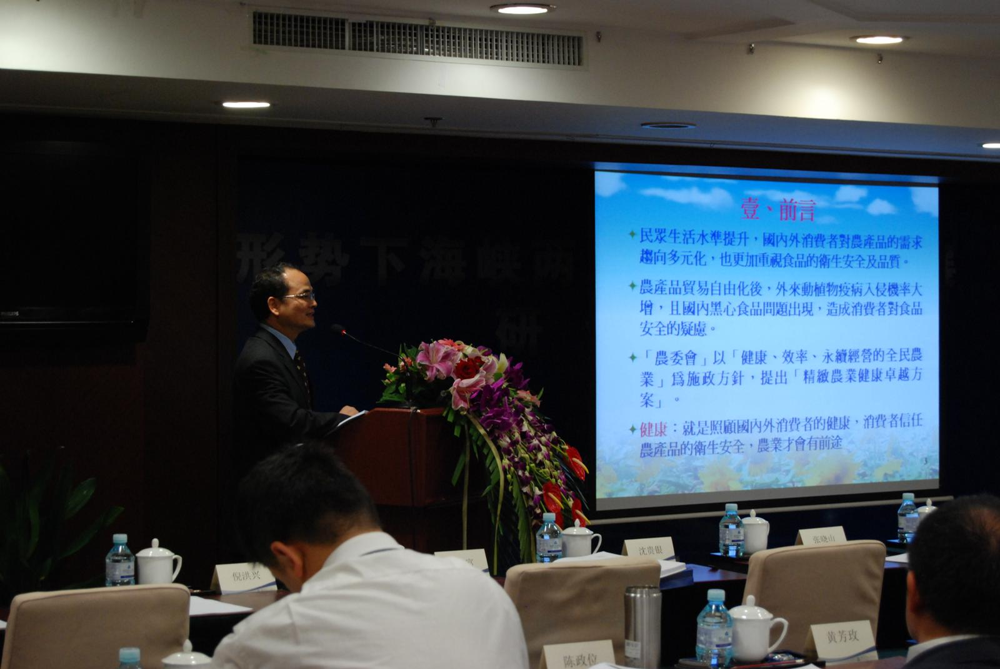 壹、前言
民眾生活水準提升，國內外消費者對農產品的需求
趨向多元化，也更加重視食品的衛生安全及品質。
農產品貿易自由化後，外來動植物疫病入侵機率大
增，且國內黑心食品問題出現，造成消費者對食品
安全的疑慮。
「農委會」以「健康、效率、永續經營的全民農
業」爲施政方針，提出「精緻農業健康卓越方
案」。
健康：就是照顧國內外消費者的健康，消費者信任
農產品的衛生安全，農業才會有前途
3
形势下海峡两
研
PHILIPS
倪洪兴
沈贵银
张晓山
陈政位
黄芳玫